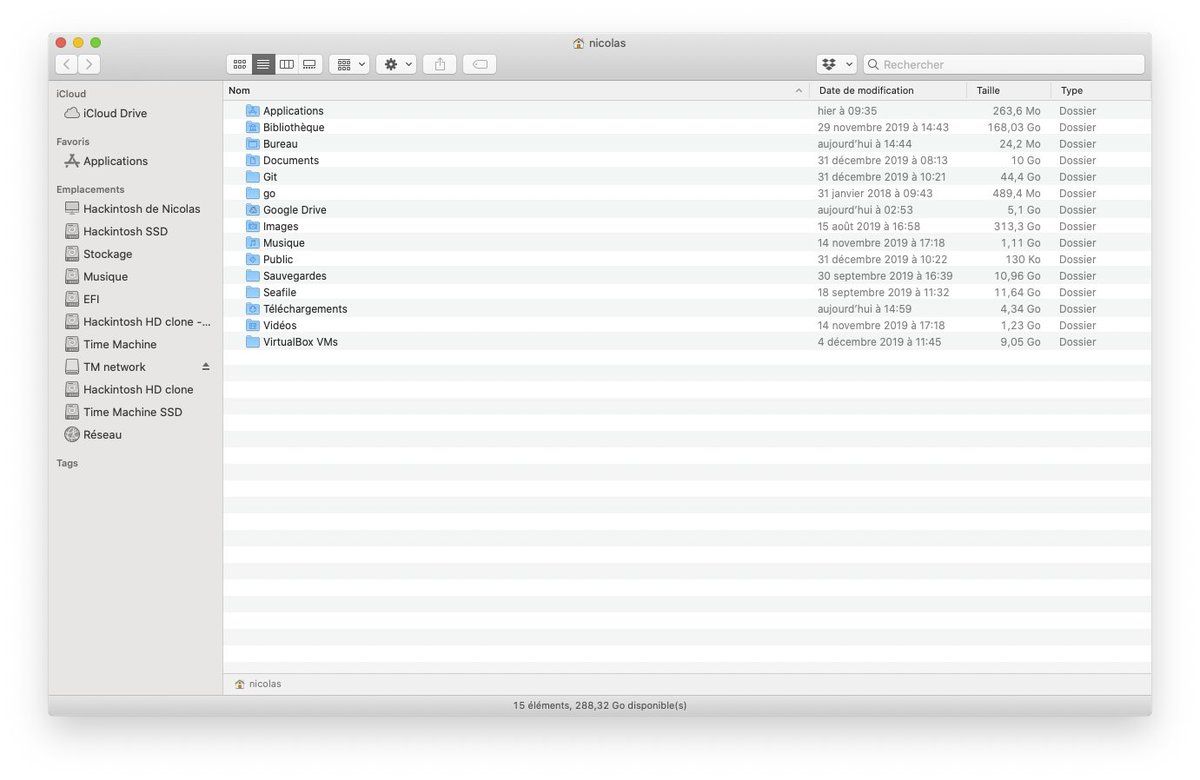 nicolas
Rechercher
iCloud
iCloud Drive
Favoris
Applications
Emplacements
Hackintosh de Nicolas
Hackintosh SSD
Stockage
Musique
EFI
Hackintosh HD clone -...
Time Machine
TM network
Hackintosh HD clone
Time Machine SSD
Réseau
Tags
Nom Date de modification Taille Type
Applications hier à 09:35 263,6 Mo Dossier
Bibliothèque 29 novembre 2019 à 14:43 168,03 Go Dossier
Bureau aujourd'hui à 14:44 24,2 Mo Dossier
Documents 31 décembre 2019 à 08:13 10 Go Dossier
Git 31 décembre 2019 à 10:21 44,4 Go Dossier
go 31 janvier 2018 à 09:43 489,4 Mo Dossier
Google Drive aujourd'hui à 02:53 5,1 Go Dossier
Images 15 août 2019 à 16:58 313,3 Go Dossier
Musique 14 novembre 2019 à 17:18 1,11 Go Dossier
Public 31 décembre 2019 à 10:22 130 Ko Dossier
Sauvegardes 30 septembre 2019 à 16:39 10,96 Go Dossier
Seafile 18 septembre 2019 à 11:32 11,64 Go Dossier
Téléchargements aujourd'hui à 14:59 4,34 Go Dossier
Vidéos 14 novembre 2019 à 17:18 1,23 Go Dossier
VirtualBox VMs 4 décembre 2019 à 11:45 9,05 Go Dossier
nicolas
15 éléments, 288,32 Go disponible(s)